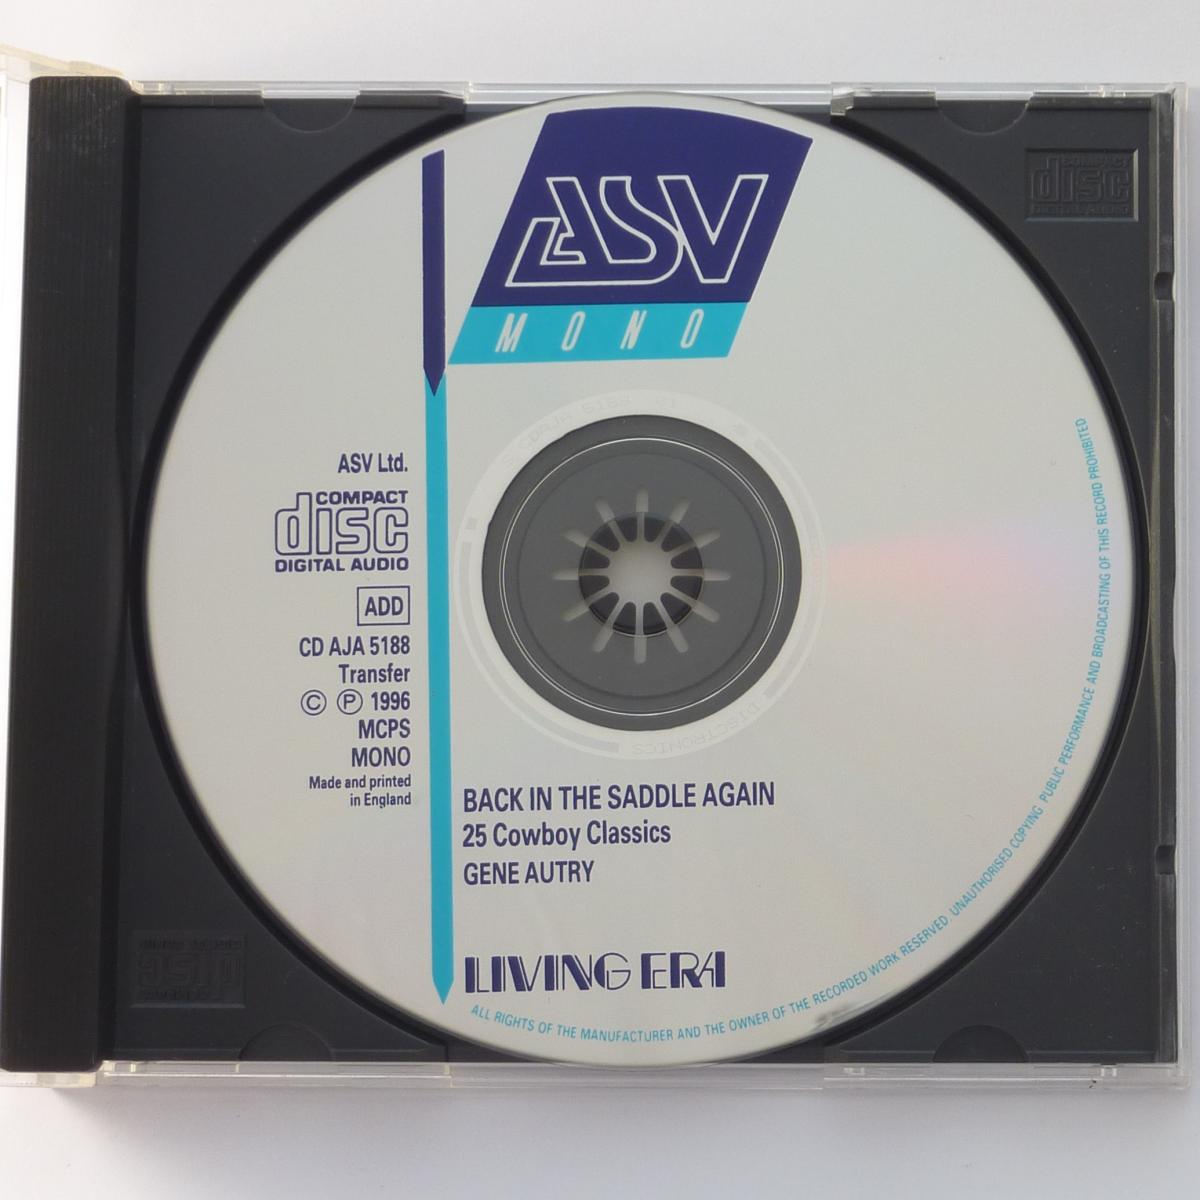 ASV
MONO
ASV Ltd.
COMPACT
disc
DIGITAL AUDIO
ADD
CD AJA 5188
Transfer
© ℗ 1996
MCPS
MONO
Made and printed
in England
BACK IN THE SADDLE AGAIN
25 Cowboy Classics
GENE AUTRY
LIVING ERA
ALL RIGHTS OF THE MANUFACTURER AND THE OWNER OF THE RECORDED WORK RESERVED. UNAUTHORISED COPYING PUBLIC PERFORMANCE AND BROADCASTING OF THIS RECORD PROHIBITED
DISCTRONICS
COMPACT
disc
DIGITAL AUDIO